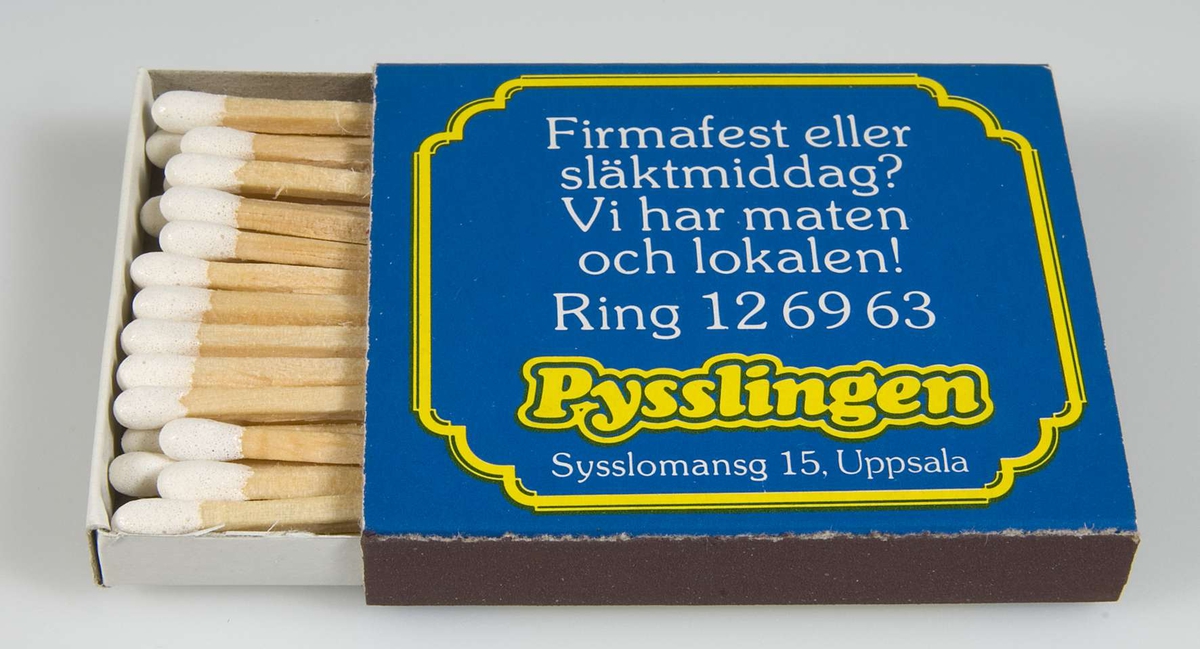 Firmafest eller
släktmiddag?
Vi har maten
och lokalen!
Ring 12 69 63
Pysslingen
Sysslomansg 15, Uppsala